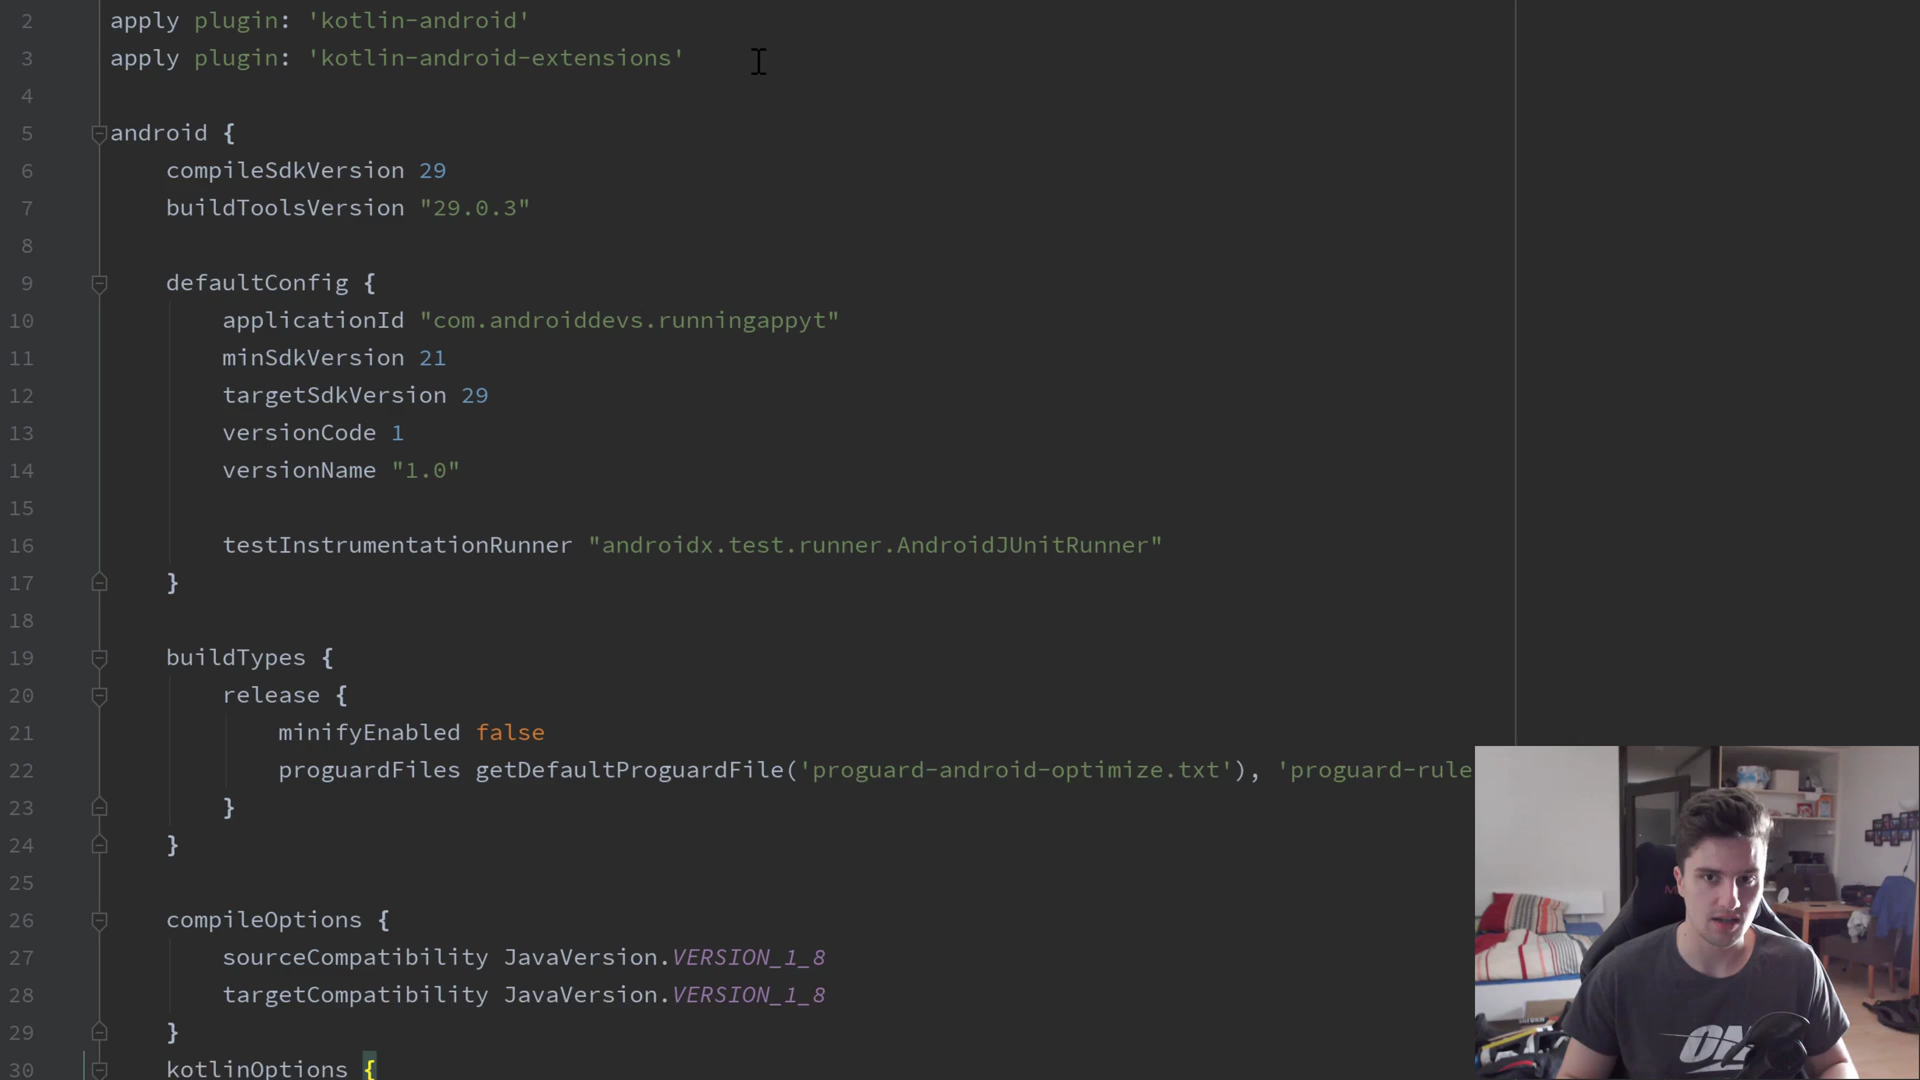 2 apply plugin: 'kotlin-android'
3 apply plugin: 'kotlin-android-extensions'
4
5 android {
6 compileSdkVersion 29
7 buildToolsVersion "29.0.3"
8
9 defaultConfig {
10 applicationId "com.androiddevs.runningappyt"
11 minSdkVersion 21
12 targetSdkVersion 29
13 versionCode 1
14 versionName "1.0"
15
16 testInstrumentationRunner "androidx.test.runner.AndroidJUnitRunner"
17 }
18
19 buildTypes {
20 release {
21 minifyEnabled false
22 proguardFiles getDefaultProguardFile('proguard-android-optimize.txt'), 'proguard-rule
23 }
24 }
25
26 compileOptions {
27 sourceCompatibility JavaVersion.VERSION_1_8
28 targetCompatibility JavaVersion.VERSION_1_8
29 }
30 kotlinOptions {